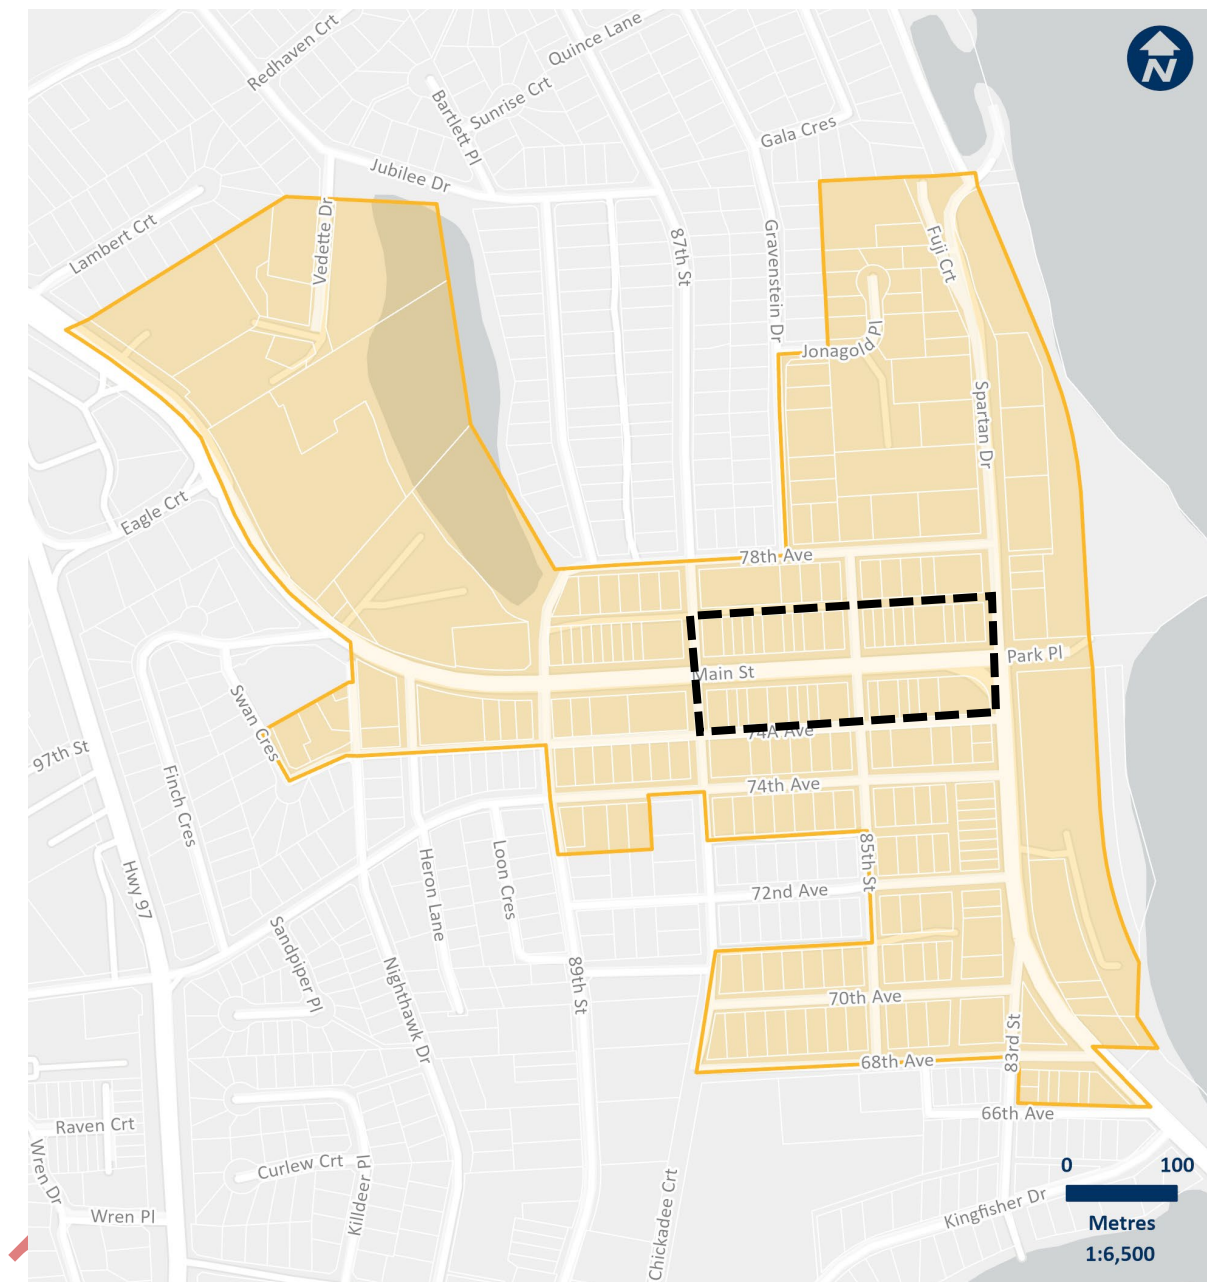 Redhaven Crt
Quince Lane
Bartlett Pl
Sunrise Crt
N
Gala Cres
Jubilee Dr
Lambert Crt
Vedette Dr
87th St
Gravenstein Dr
Fuji Crt
Jonagold Pl
Spartan Dr
Eagle Crt
78th Ave
Main St
Park Pl
Swan Cres
74A Ave
97th St
Finch Cres
74th Ave
Hwy 97
Heron Lane
Loon Cres
85th St
72nd Ave
Sandpiper Pl
Nighthawk Dr
89th St
70th Ave
83rd St
68th Ave
66th Ave
Raven Crt
Wren Dr
Curlew Crt
Killdeer Pl
Wren Pl
Chickadee Crt
Kingfisher Dr
0 100
Metres
1:6,500